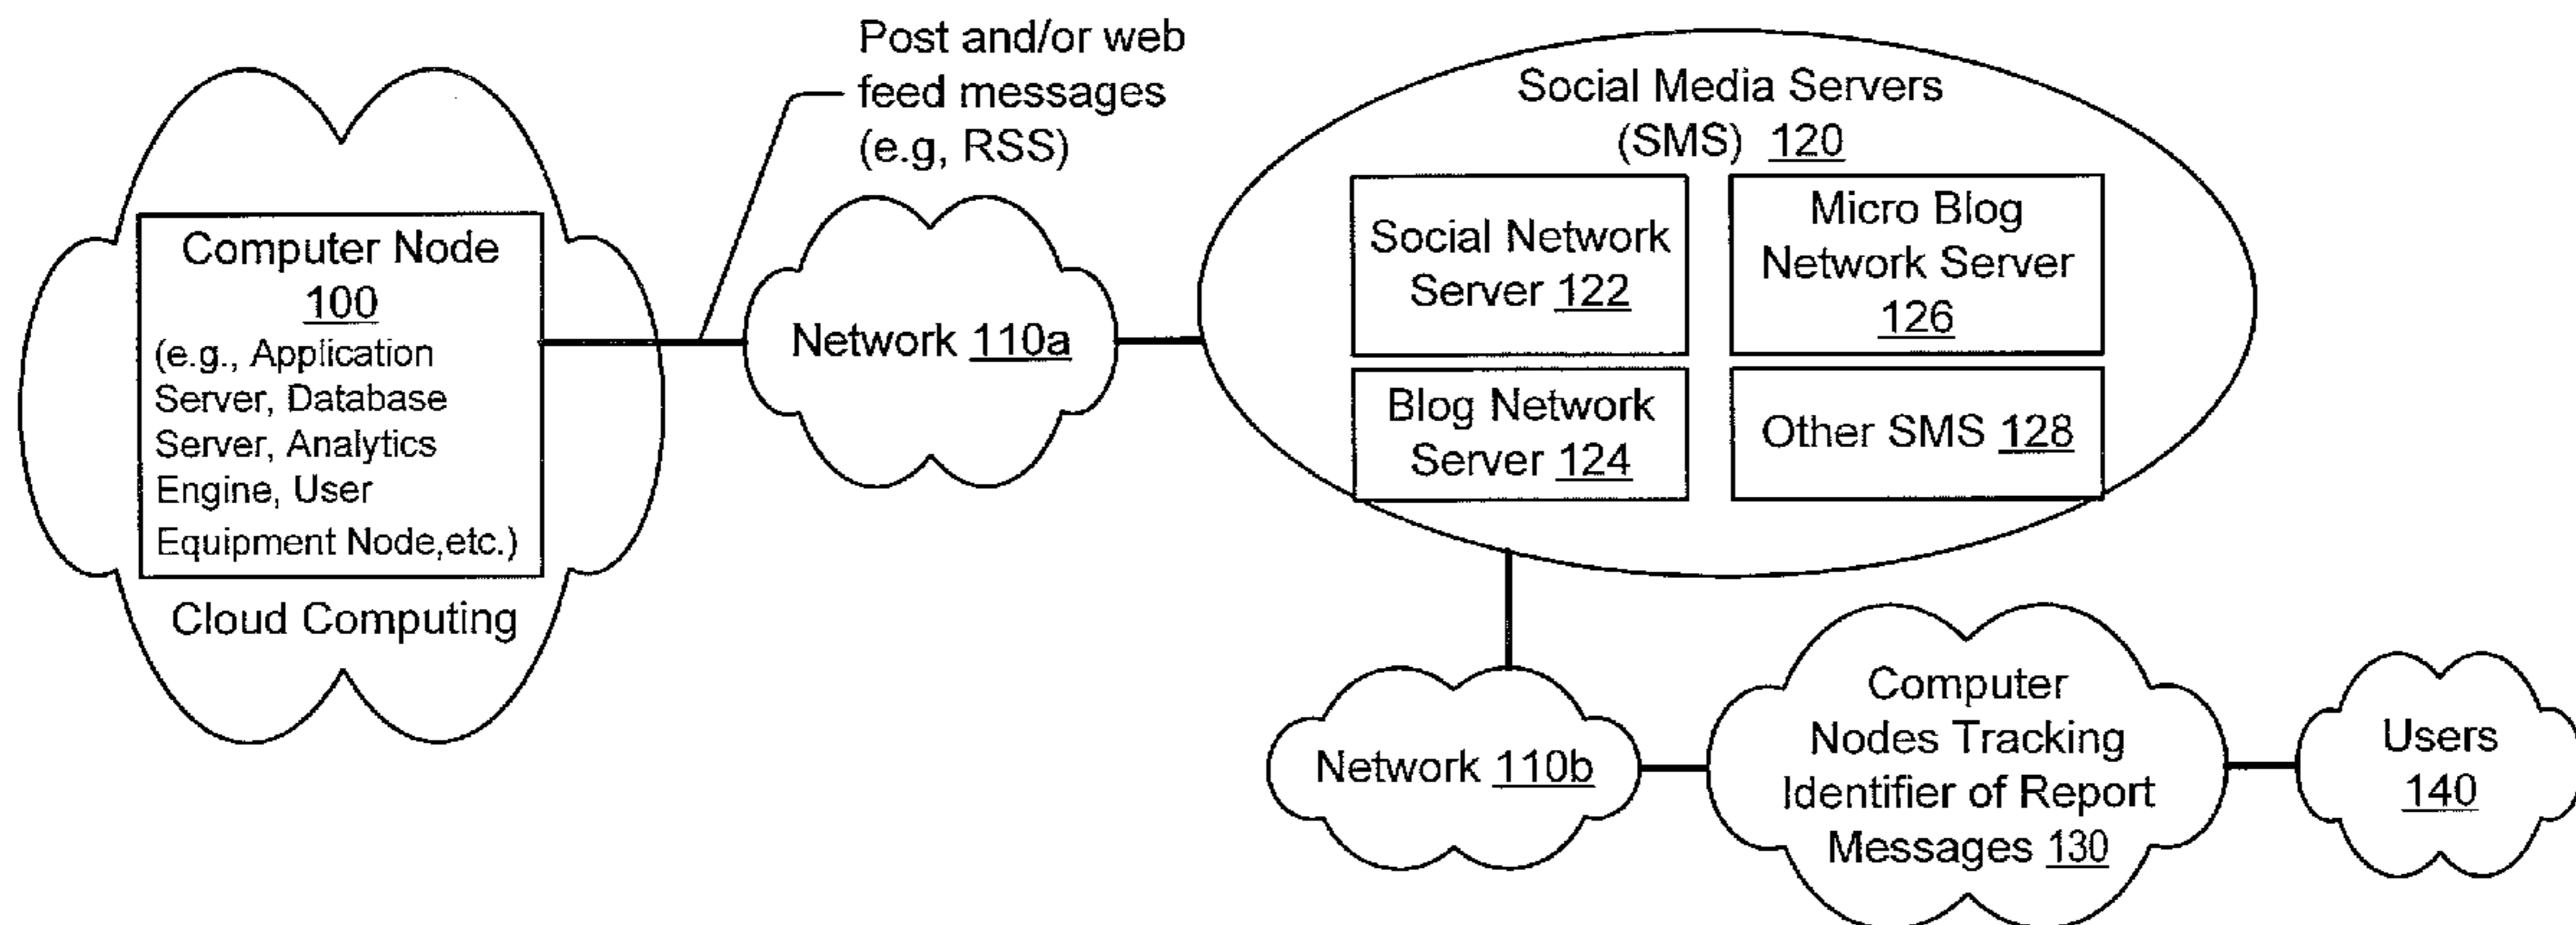 Post and/or web
feed messages
(e.g, RSS)
Computer Node
100
(e.g., Application
Server, Database
Server, Analytics
Engine, User
Equipment Node,etc.)
Cloud Computing
Network 110a
Social Media Servers
(SMS) 120
Social Network
Server 122
Micro Blog
Network Server
126
Blog Network
Server 124
Other SMS 128
Network 110b
Computer
Nodes Tracking
Identifier of Report
Messages 130
Users
140